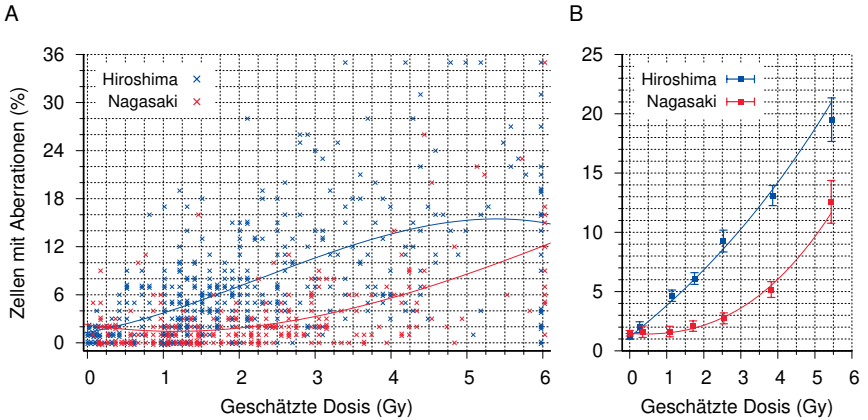 A
Zellen mit Aberrationen (%)
36
30
24
18
12
6
0
Hiroshima
Nagasaki
0 1 2 3 4 5 6
Geschätzte Dosis (Gy)
B
25
20
15
10
5
0
Hiroshima
Nagasaki
0 1 2 3 4 5 6
Geschätzte Dosis (Gy)